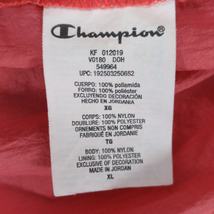 Champion
KF 012019
V0180 DOH
549964
UPC: 192503250652
CUERPO: 100% poliamida
FORRO: 100% poliéster
EXCLUYENDO DECORACIÓN
HECHO EN JORDANIA
XG
CORPS: 100% NYLON
DOUBLURE: 100% POLYESTER
ORNEMENTS NON COMPRIS
FABRIQUÉ EN JORDANIE
TG
BODY: 100% NYLON
LINING: 100% POLYESTER
EXCLUSIVE OF DECORATION
MADE IN JORDAN
XL